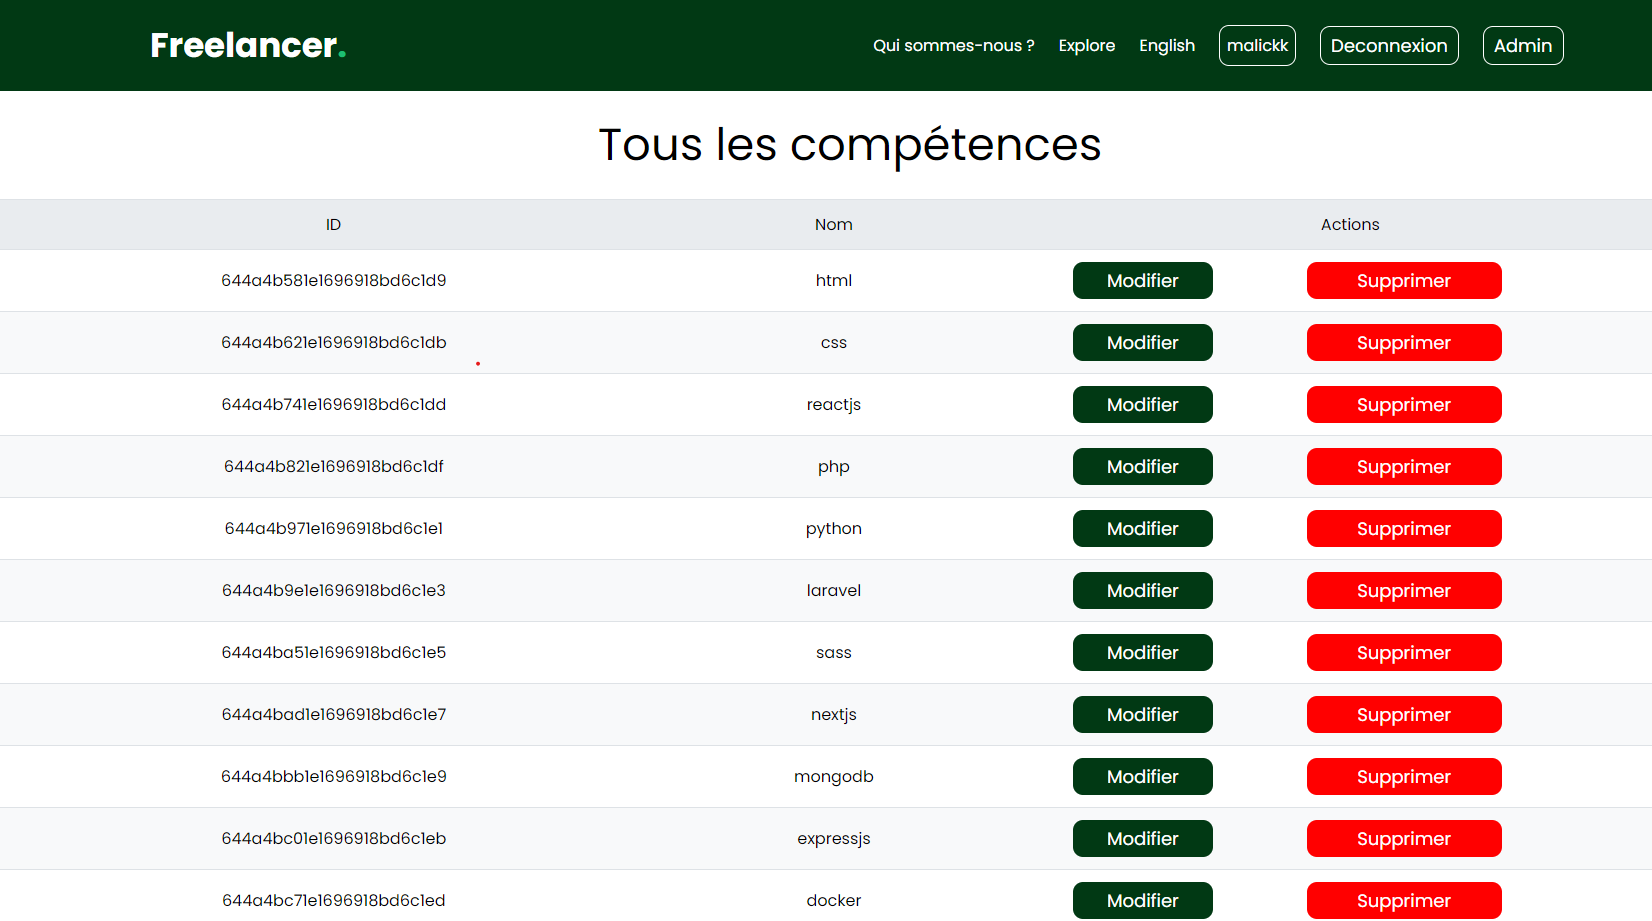 Freelancer. Qui sommes-nous ? Explore English malickk Deconnexion Admin
Tous les compétences
ID Nom Actions
644a4b581e1696918bd6c1d9 html Modifier Supprimer
644a4b621e1696918bd6c1db css Modifier Supprimer
644a4b741e1696918bd6c1dd reactjs Modifier Supprimer
644a4b821e1696918bd6c1df php Modifier Supprimer
644a4b971e1696918bd6c1e1 python Modifier Supprimer
644a4b9e1e1696918bd6c1e3 laravel Modifier Supprimer
644a4ba51e1696918bd6c1e5 sass Modifier Supprimer
644a4bad1e1696918bd6c1e7 nextjs Modifier Supprimer
644a4bbb1e1696918bd6c1e9 mongodb Modifier Supprimer
644a4bc01e1696918bd6c1eb expressjs Modifier Supprimer
644a4bc71e1696918bd6c1ed docker Modifier Supprimer